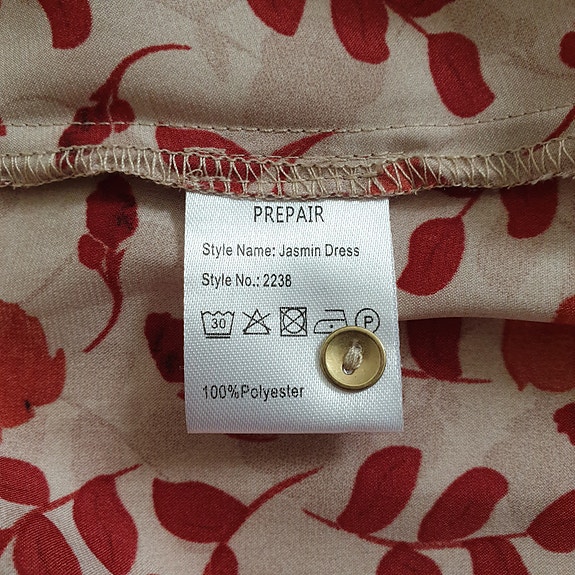 PREPAIR
Style Name: Jasmin Dress
Style No.: 2238
30 P
100%Polyester